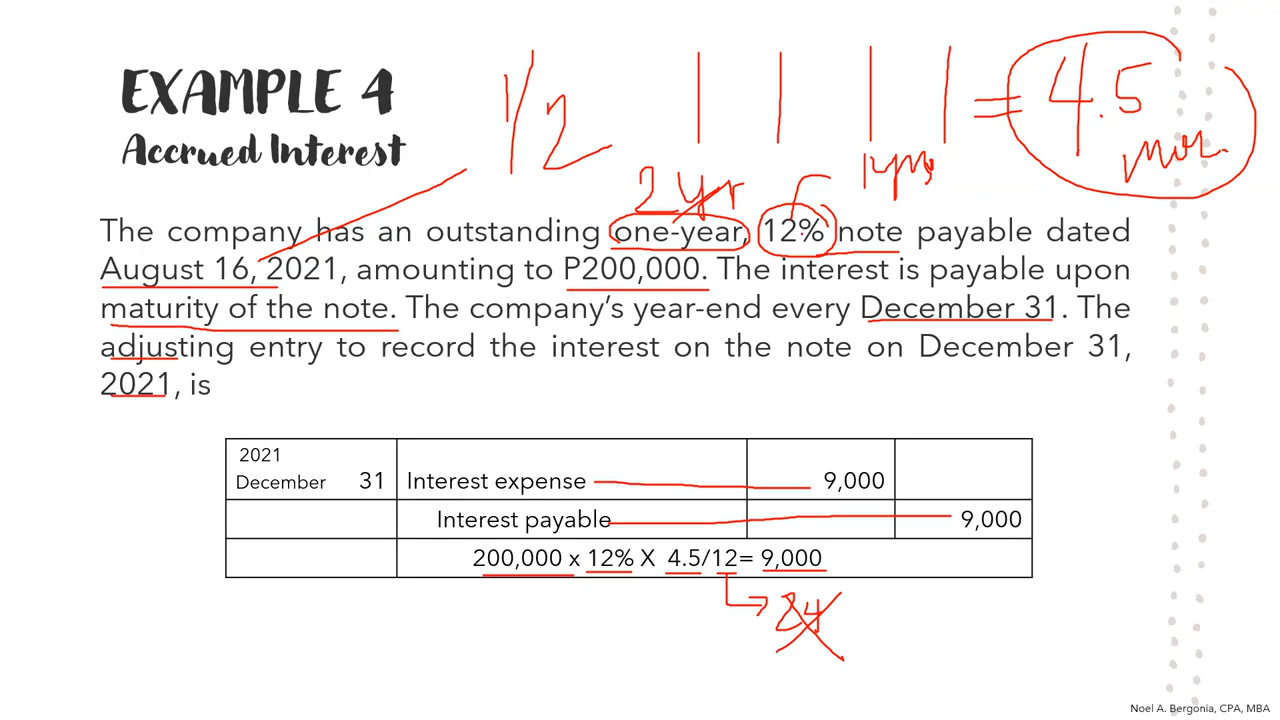 EXAMPLE 4
Accrued Interest
1/2 | | | | = 4.5
mos.
2 yr
The company has an outstanding one-year, 12% note payable dated
August 16, 2021, amounting to P200,000. The interest is payable upon
maturity of the note. The company's year-end every December 31. The
adjusting entry to record the interest on the note on December 31,
2021, is
2021
December 31 Interest expense 9,000
Interest payable 9,000
200,000 x 12% X 4.5/12= 9,000
24
Noel A. Bergonia, CPA, MBA